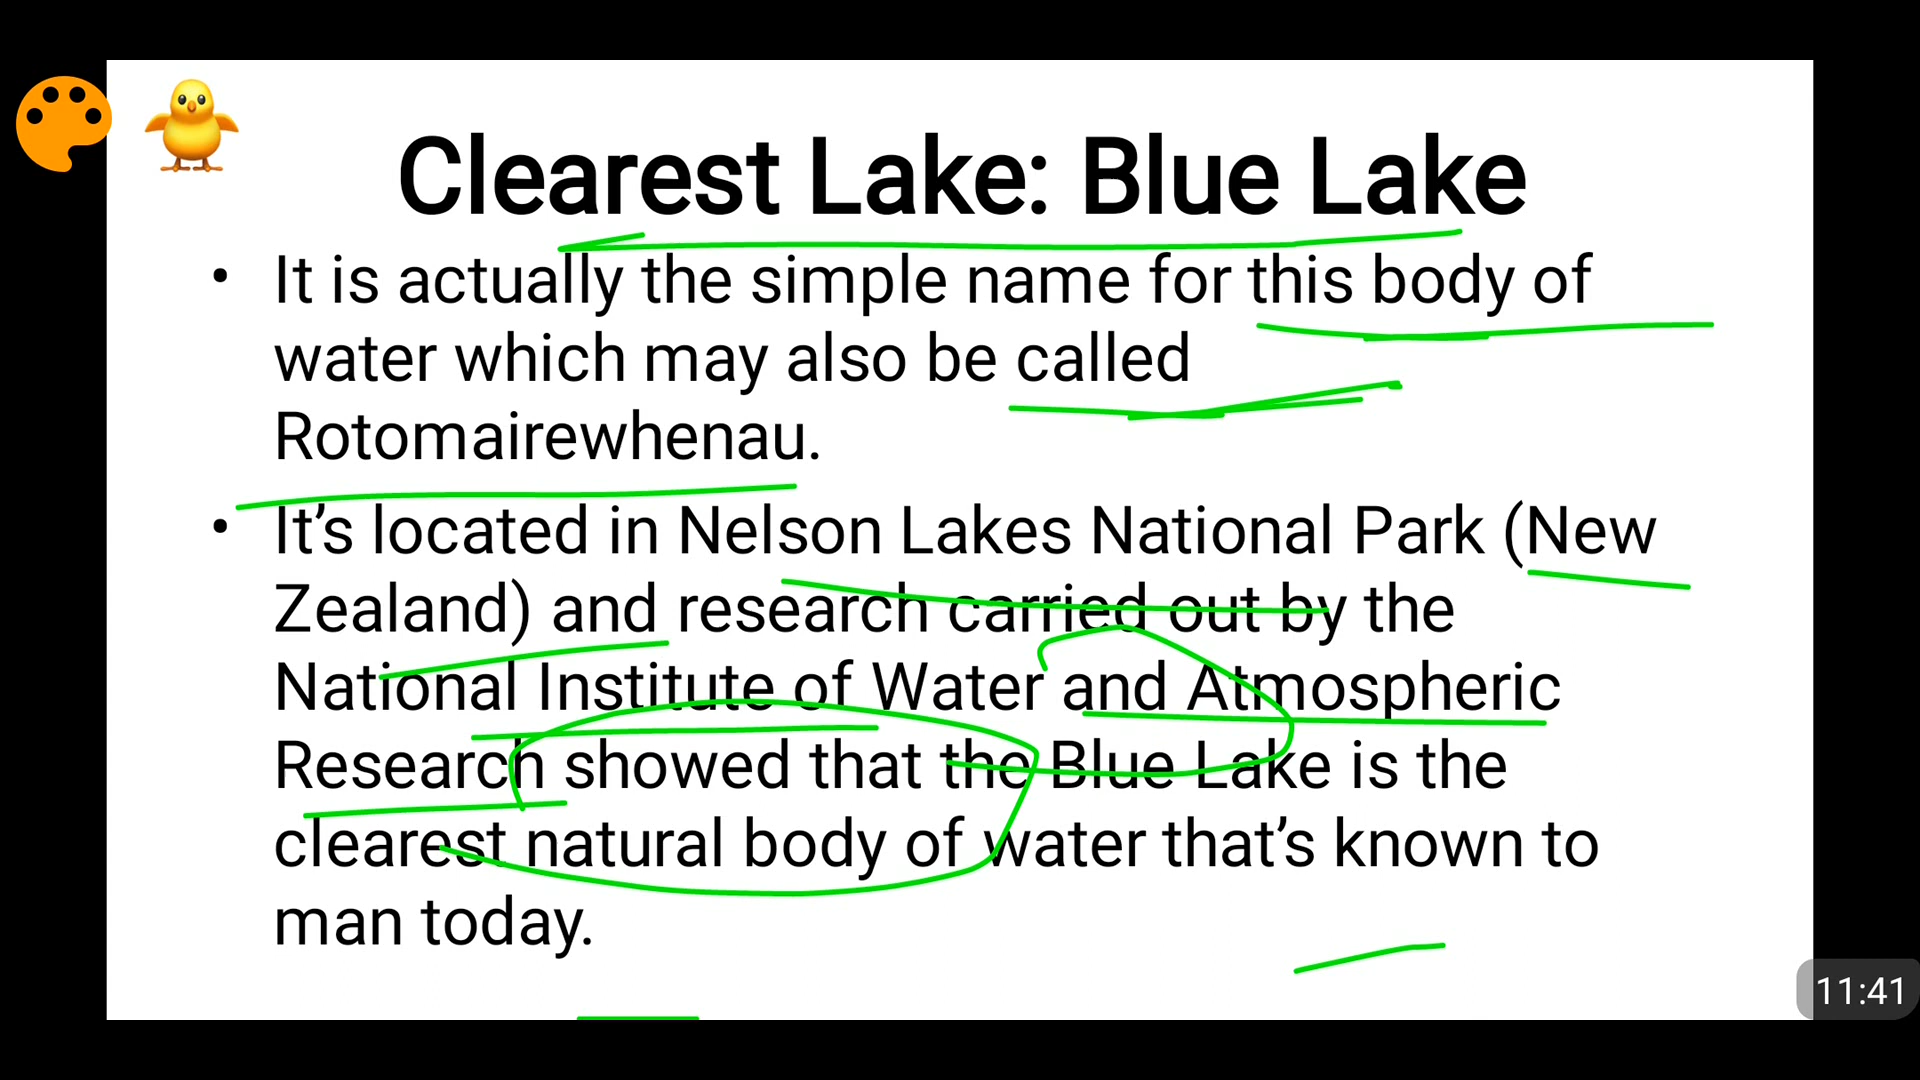 Clearest Lake: Blue Lake
• It is actually the simple name for this body of
water which may also be called
Rotomairewhenau.
• It’s located in Nelson Lakes National Park (New
Zealand) and research carried out by the
National Institute of Water and Atmospheric
Research showed that the Blue Lake is the
clearest natural body of water that’s known to
man today.
11:41